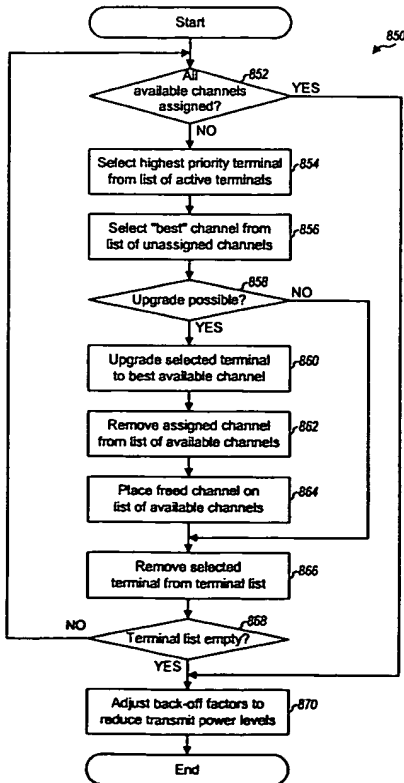 Start
850
All
available channels
assigned?
852
YES
NO
Select highest priority terminal
from list of active terminals
854
Select "best" channel from
list of unassigned channels
856
Upgrade possible?
858
NO
YES
Upgrade selected terminal
to best available channel
860
Remove assigned channel
from list of available channels
862
Place freed channel on
list of available channels
864
Remove selected
terminal from terminal list
866
NO
Terminal list empty?
868
YES
Adjust back-off factors to
reduce transmit power levels
870
End